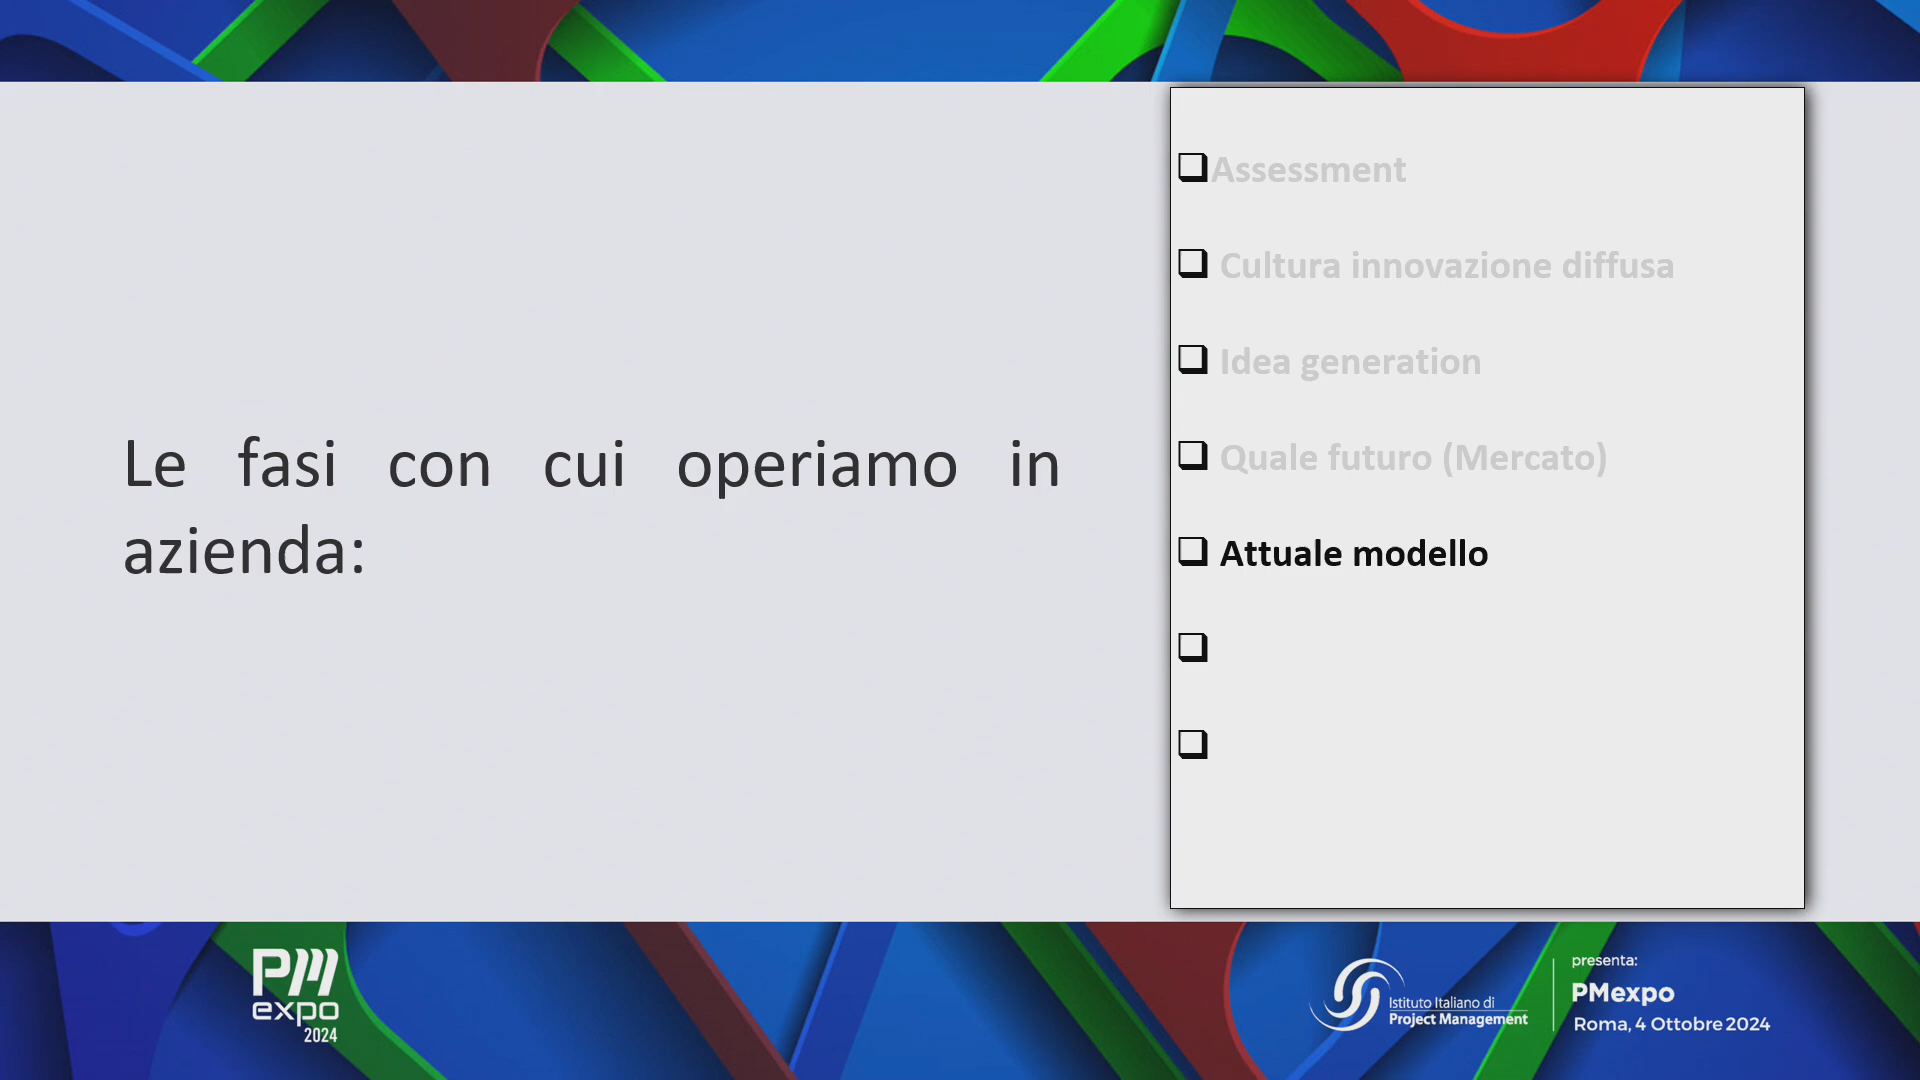 Le fasi con cui operiamo in
azienda:
Assessment
Cultura innovazione diffusa
Idea generation
Quale futuro (Mercato)
Attuale modello
PM
expo
2024
Istituto Italiano di
Project Management
presenta:
PMexpo
Roma, 4 Ottobre 2024